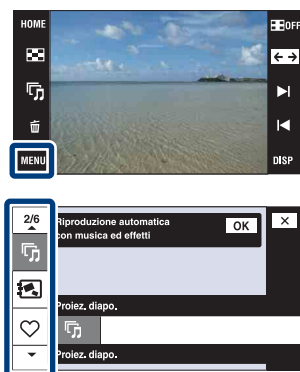 HOME
OFF
MENU
DISP
2/6
Riproduzione automatica
con musica ed effetti
OK
Proiez. diapo.
Proiez. diapo.